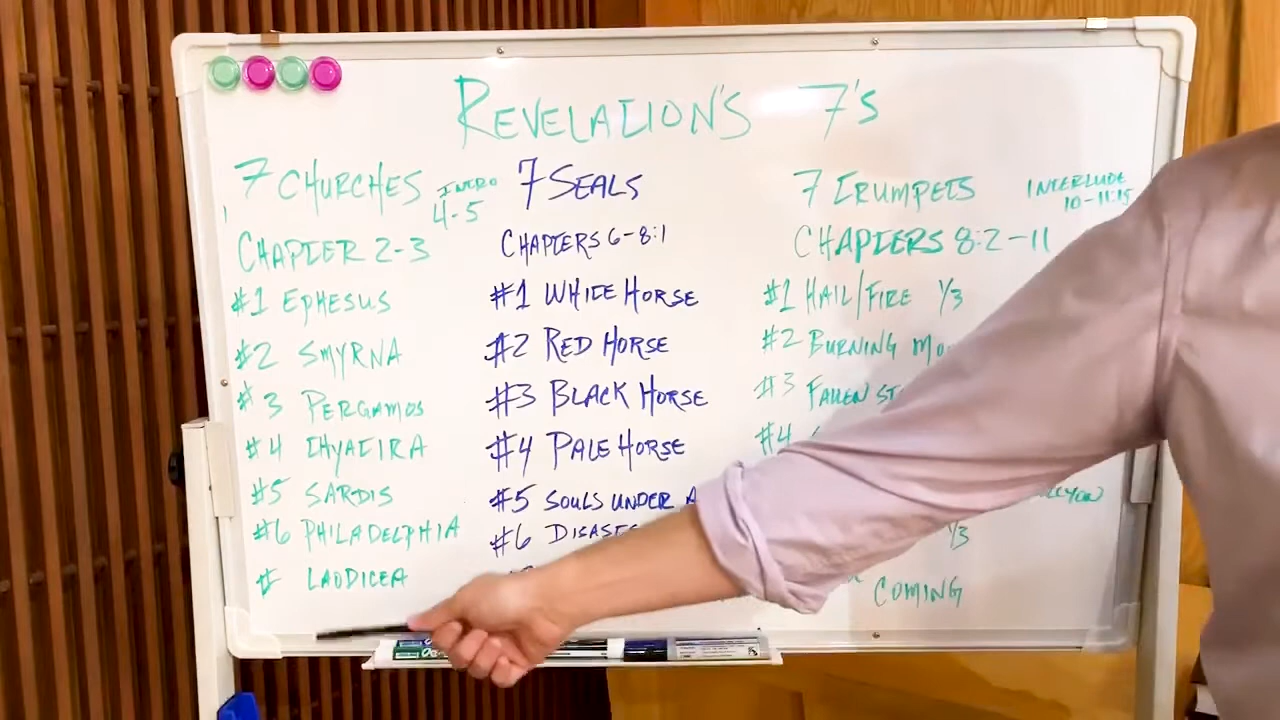 REVELATION'S 7'S
7 CHURCHES
INTRO
4-5
CHAPTER 2-3
#1 EPHESUS
#2 SMYRNA
#3 PERGAMOS
#4 THYATIRA
#5 SARDIS
#6 PHILADELPHIA
# LAODICEA
7 SEALS
CHAPTERS 6-8:1
#1 WHITE HORSE
#2 RED HORSE
#3 BLACK HORSE
#4 PALE HORSE
#5 SOULS UNDER A
#6 DISASTE
7 TRUMPETS
INTERLUDE
10-11:15
CHAPTERS 8:2-11
#1 HAIL/FIRE 1/3
#2 BURNING MO
#3 FALLEN ST
#4
1/3
COMING